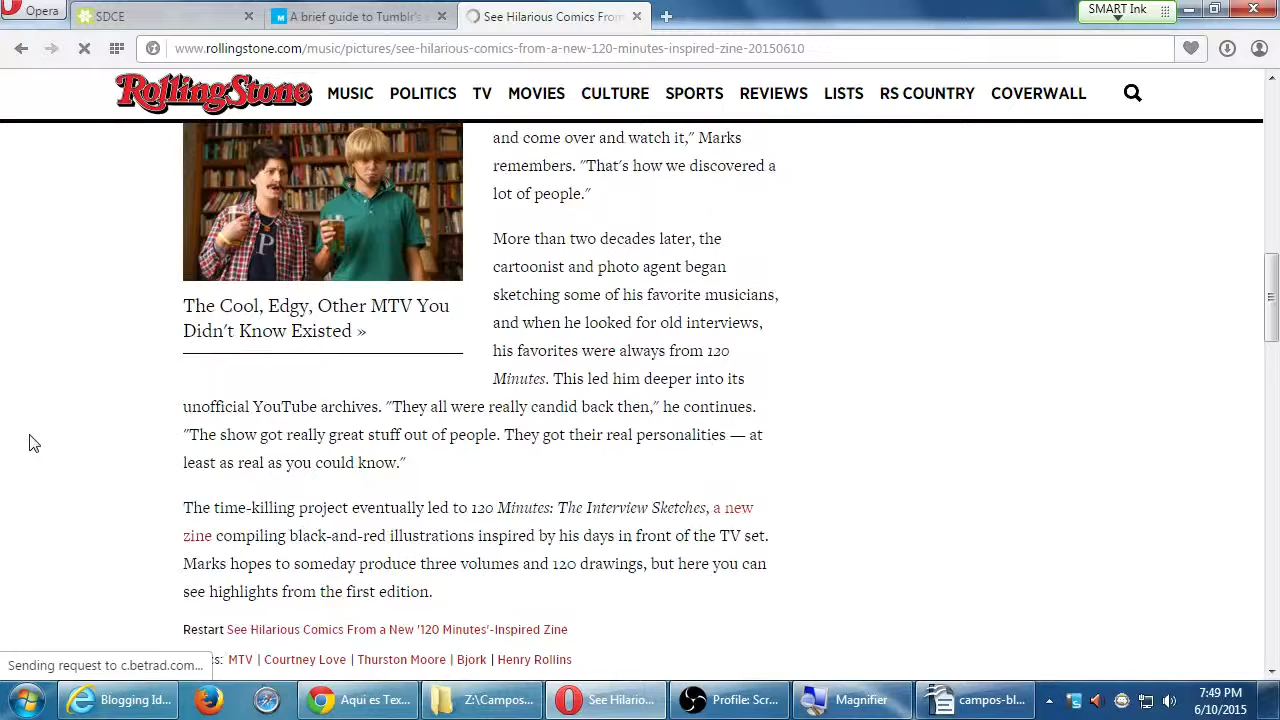 Opera
SDCE
A brief guide to Tumblr's s
See Hilarious Comics From
SMART Ink
www.rollingstone.com/music/pictures/see-hilarious-comics-from-a-new-120-minutes-inspired-zine-20150610
RollingStone
MUSIC POLITICS TV MOVIES CULTURE SPORTS REVIEWS LISTS RS COUNTRY COVERWALL
and come over and watch it," Marks
remembers. "That's how we discovered a
lot of people."
P
More than two decades later, the
cartoonist and photo agent began
sketching some of his favorite musicians,
and when he looked for old interviews,
his favorites were always from 120
Minutes. This led him deeper into its
The Cool, Edgy, Other MTV You
Didn't Know Existed »
unofficial YouTube archives. "They all were really candid back then," he continues.
"The show got really great stuff out of people. They got their real personalities — at
least as real as you could know."
The time-killing project eventually led to 120 Minutes: The Interview Sketches, a new
zine compiling black-and-red illustrations inspired by his days in front of the TV set.
Marks hopes to someday produce three volumes and 120 drawings, but here you can
see highlights from the first edition.
Restart See Hilarious Comics From a New '120 Minutes'-Inspired Zine
s: MTV | Courtney Love | Thurston Moore | Bjork | Henry Rollins
Sending request to c.betrad.com...
Blogging Id...
Aqui es Tex...
Z:\Campos...
See Hilario...
Profile: Scr...
Magnifier
campos-bl...
7:49 PM
6/10/2015